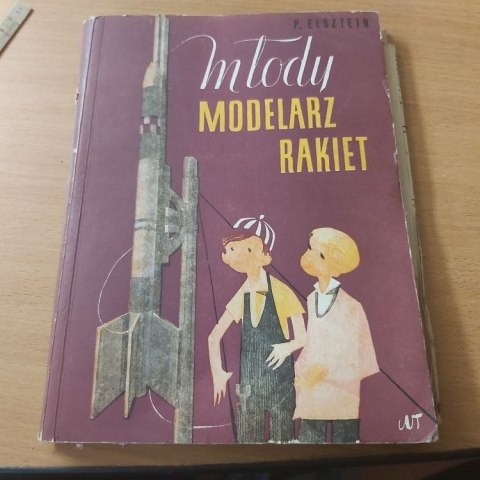 P. ELSZTEIN
młody
MODELARZ
RAKIET